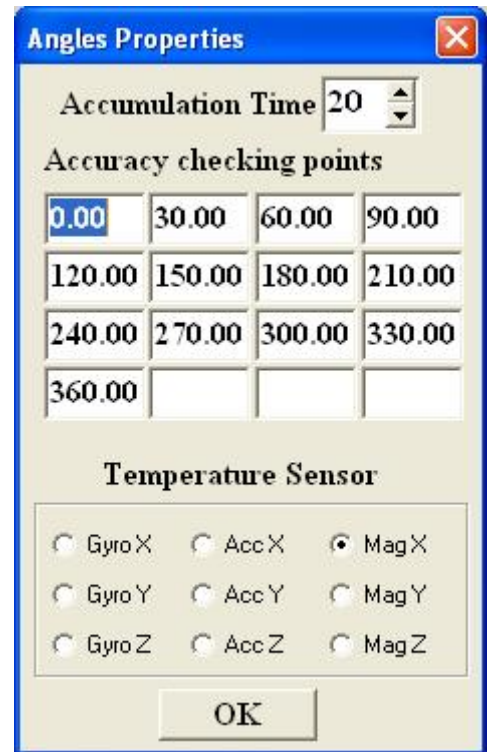 Angles Properties
Accumulation Time 20
Accuracy checking points
0.00 30.00 60.00 90.00
120.00 150.00 180.00 210.00
240.00 270.00 300.00 330.00
360.00
Temperature Sensor
Gyro X Acc X Mag X
Gyro Y Acc Y Mag Y
Gyro Z Acc Z Mag Z
OK